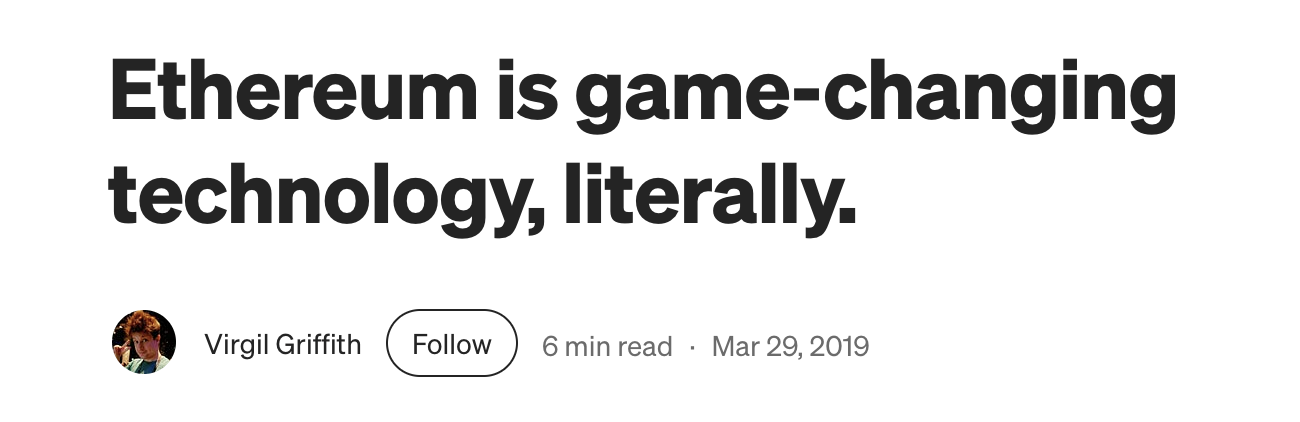 Ethereum is game-changing
technology, literally.
Virgil Griffith Follow 6 min read · Mar 29, 2019